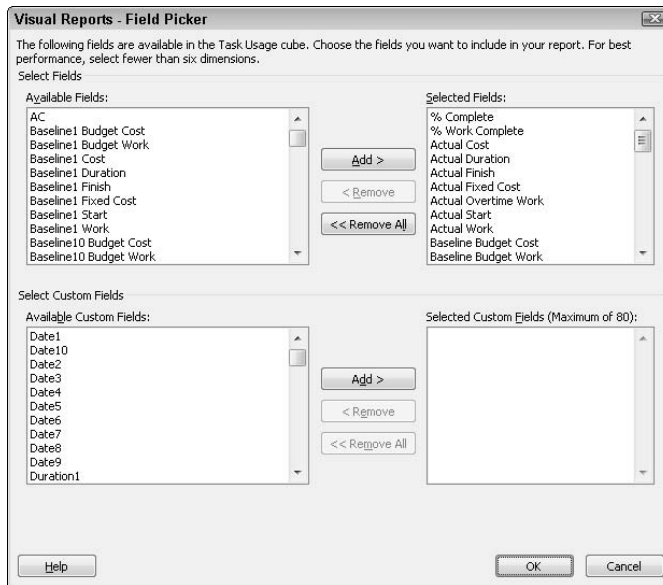 Visual Reports - Field Picker
The following fields are available in the Task Usage cube. Choose the fields you want to include in your report. For best
performance, select fewer than six dimensions.
Select Fields
Available Fields:
AC
Baseline1 Budget Cost
Baseline1 Budget Work
Baseline1 Cost
Baseline1 Duration
Baseline1 Finish
Baseline1 Fixed Cost
Baseline1 Start
Baseline1 Work
Baseline10 Budget Cost
Baseline10 Budget Work
Add >
< Remove
<< Remove All
Selected Fields:
% Complete
% Work Complete
Actual Cost
Actual Duration
Actual Finish
Actual Fixed Cost
Actual Overtime Work
Actual Start
Actual Work
Baseline Budget Cost
Baseline Budget Work
Select Custom Fields
Available Custom Fields:
Date1
Date10
Date2
Date3
Date4
Date5
Date6
Date7
Date8
Date9
Duration1
Add >
< Remove
<< Remove All
Selected Custom Fields (Maximum of 80):
Help
OK
Cancel